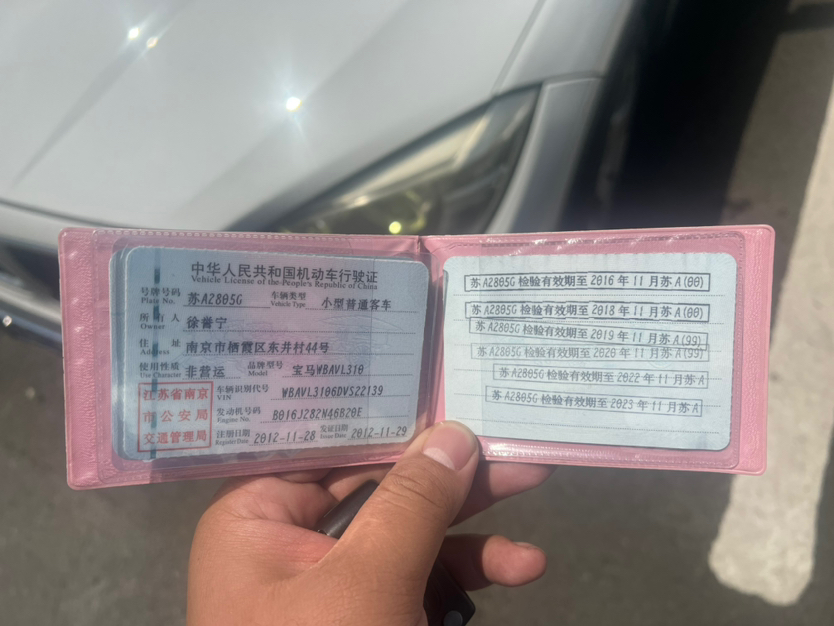 中华人民共和国机动车行驶证
Vehicle License of the People's Republic of China
号牌号码 苏A2805G 车辆类型 小型普通客车
Plate No. Vehicle Type
所有人 徐誉宁
Owner
住址 南京市栖霞区东井村44号
Address
使用性质 非营运 品牌型号 宝马WBAVL310
Use Character Model
江苏省南京
市公安局
交通管理局
车辆识别代号 WBAVL3106DVS22139
VIN
发动机号码 B016J282N46B20E
Engine No.
注册日期 2012-11-28 发证日期 2012-11-29
Register Date Issue Date
苏A2805G 检验有效期至 2016 年 11 月苏A(00)
苏A2805G 检验有效期至 2018 年 11 月苏A(00)
苏A2805G 检验有效期至 2019 年 11 月苏A(99)
苏A2805G 检验有效期至 2020 年 11 月苏A(99)
苏A2805G 检验有效期至 2022 年 11 月苏A
苏A2805G 检验有效期至 2023 年 11 月苏A